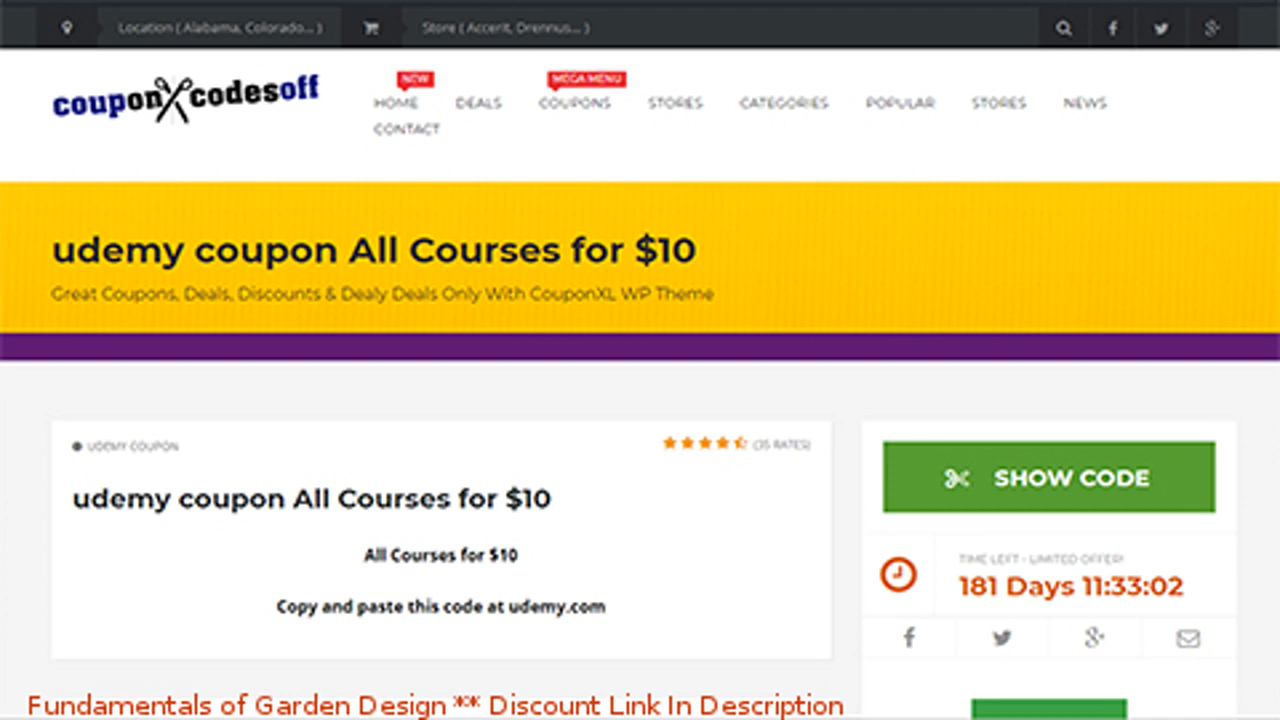 Location ( Alabama, Colorado... )
Store ( Accent, Drennus... )
coupon codesoff
NEW
MEGA MENU
HOME DEALS COUPONS STORES CATEGORIES POPULAR STORES NEWS
CONTACT
udemy coupon All Courses for $10
Great Coupons, Deals, Discounts & Dealy Deals Only With CouponXL WP Theme
UDEMY COUPON
(35 RATES)
udemy coupon All Courses for $10
All Courses for $10
Copy and paste this code at udemy.com
SHOW CODE
TIME LEFT - LIMITED OFFER!
181 Days 11:33:02
Fundamentals of Garden Design ** Discount Link In Description